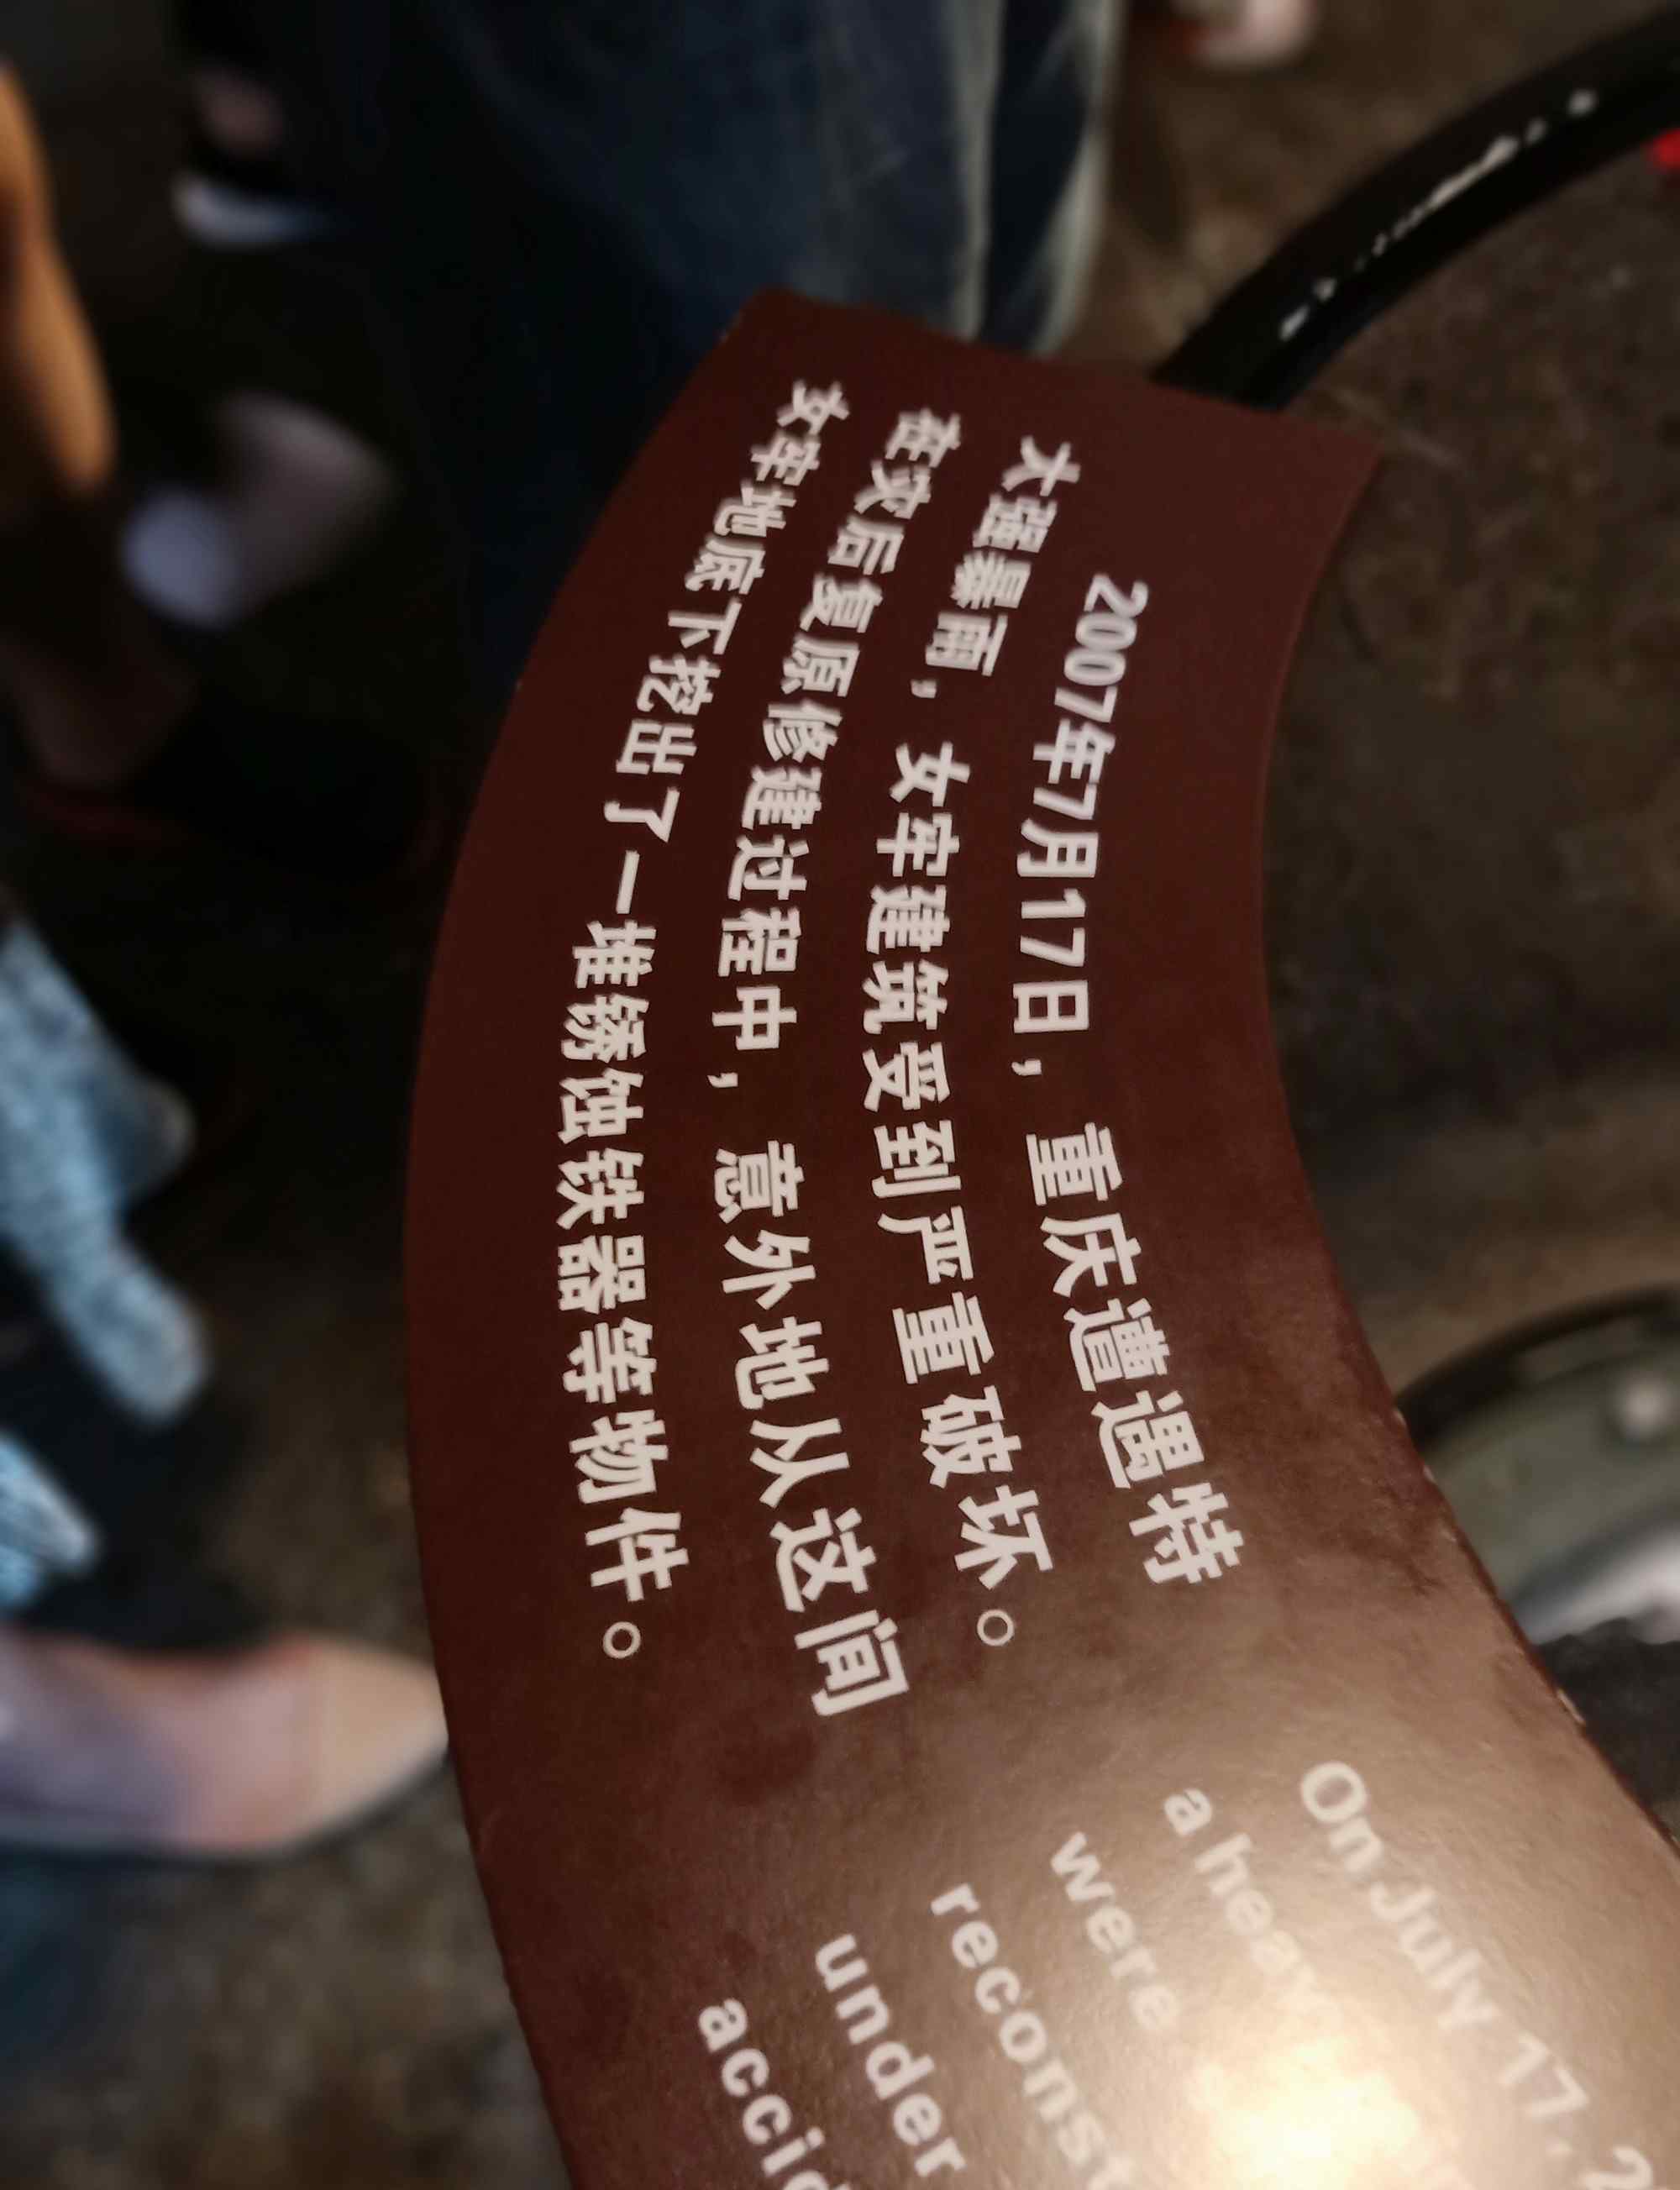 2007年7月17日，重庆遭遇特
大强暴雨，女牢建筑受到严重破坏。
在灾后复原修建过程中，意外地从这间
女牢地底下挖出了一堆锈蚀铁器等物件。
On July 17, 2
a heav
were
reconst
under
accid